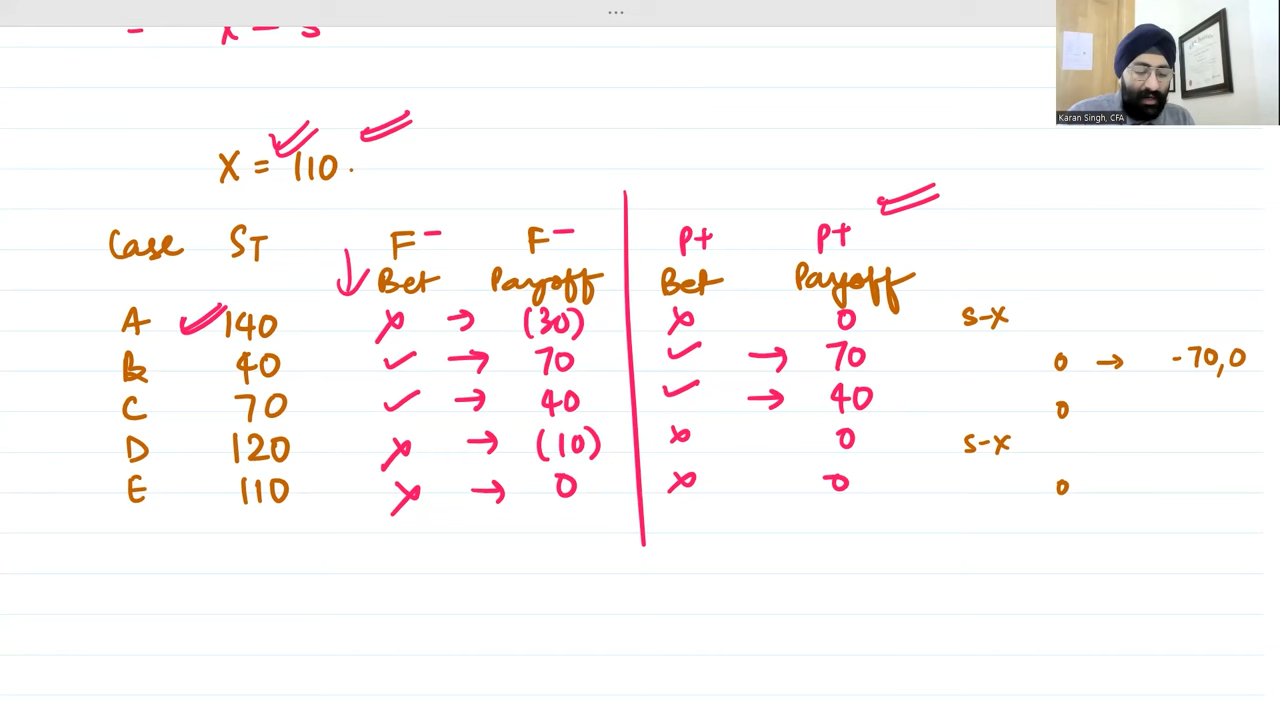 - X - S
Karan Singh, CFA
X = 110.
Case ST F- Bet F- Payoff P+ Bet P+ Payoff
A ✓ 140 x → (30) x 0 S-X
B 40 ✓ → 70 ✓ → 70 0 → -70,0
C 70 ✓ → 40 ✓ → 40 0
D 120 x → (10) x 0 S-X
E 110 x → 0 x 0 0